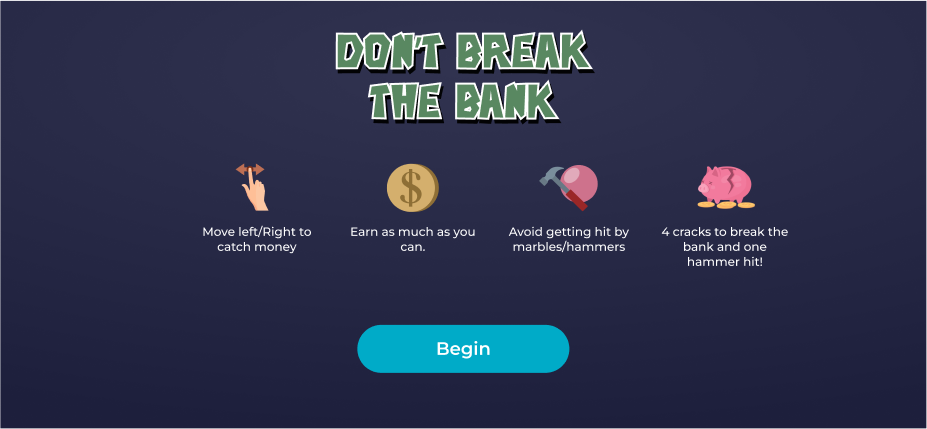 DON'T BREAK
THE BANK
$
Move left/Right to
catch money
Earn as much as you
can.
Avoid getting hit by
marbles/hammers
4 cracks to break the
bank and one
hammer hit!
Begin